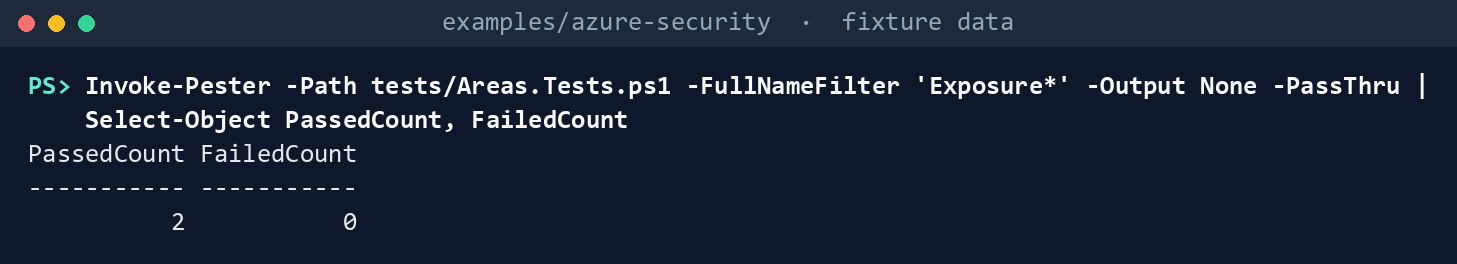 examples/azure-security · fixture data
PS> Invoke-Pester -Path tests/Areas.Tests.ps1 -FullNameFilter 'Exposure*' -Output None -PassThru |
Select-Object PassedCount, FailedCount
PassedCount FailedCount
----------- -----------
2 0